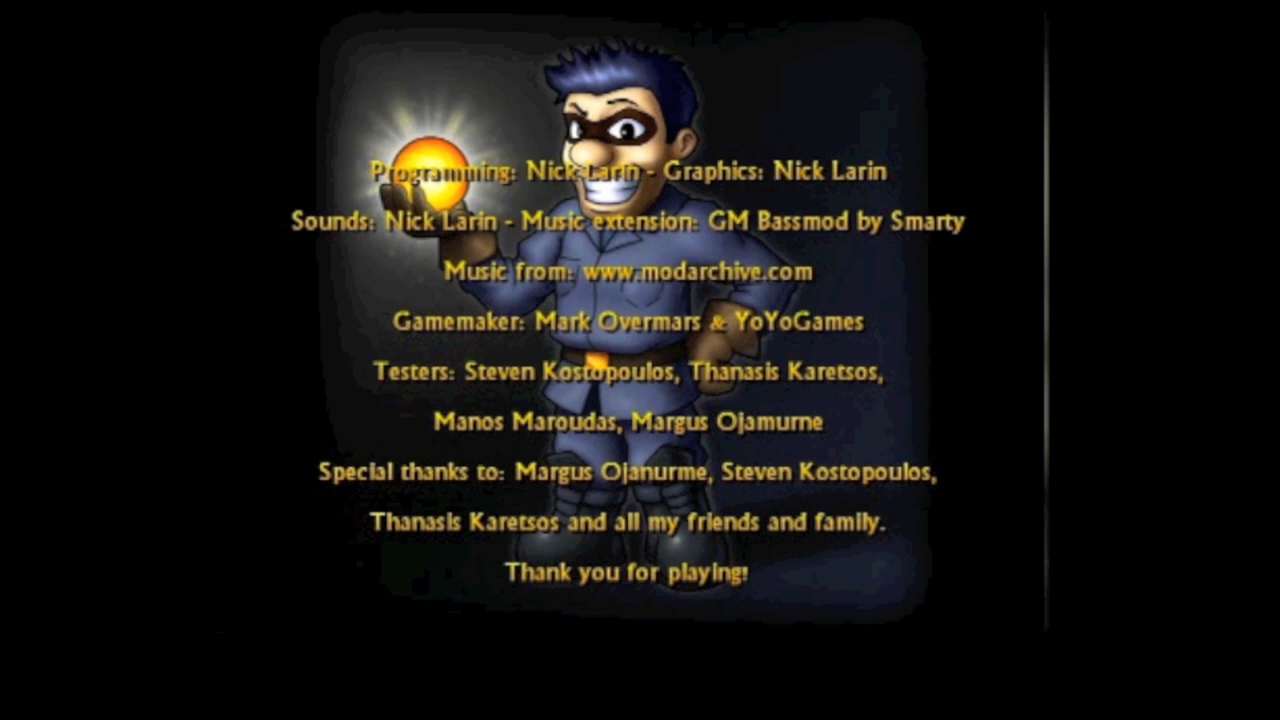 Programming: Nick Larin - Graphics: Nick Larin
Sounds: Nick Larin - Music extension: GM Bassmod by Smarty
Music from: www.modarchive.com
Gamemaker: Mark Overmars & YoYoGames
Testers: Steven Kostopoulos, Thanasis Karetsos,
Manos Maroudas, Margus Ojamurne
Special thanks to: Margus Ojanurme, Steven Kostopoulos,
Thanasis Karetsos and all my friends and family.
Thank you for playing!